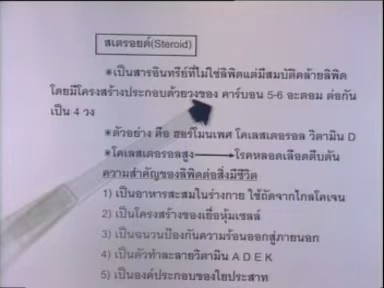 สเตรอยด์(Steroid)
*เป็นสารอินทรีย์ที่ไม่ใช่ลิพิดแต่มีสมบัติคล้ายลิพิด
โดยมีโครงสร้างประกอบด้วยวงของ คาร์บอน 5-6 อะตอม ต่อกัน
เป็น 4 วง
*ตัวอย่าง คือ ฮอร์โมนเพศ โคเลสเตอรอล วิตามิน D
*โคเลสเตอรอลสูง → โรคหลอดเลือดตีบตัน
ความสำคัญของลิพิดต่อสิ่งมีชีวิต
1) เป็นอาหารสะสมในร่างกาย ใช้ถัดจากไกลโคเจน
2) เป็นโครงสร้างของเยื่อหุ้มเซลล์
3) เป็นฉนวนป้องกันความร้อนออกสู่ภายนอก
4) เป็นตัวทำละลายวิตามิน A D E K
5) เป็นองค์ประกอบของใยประสาท